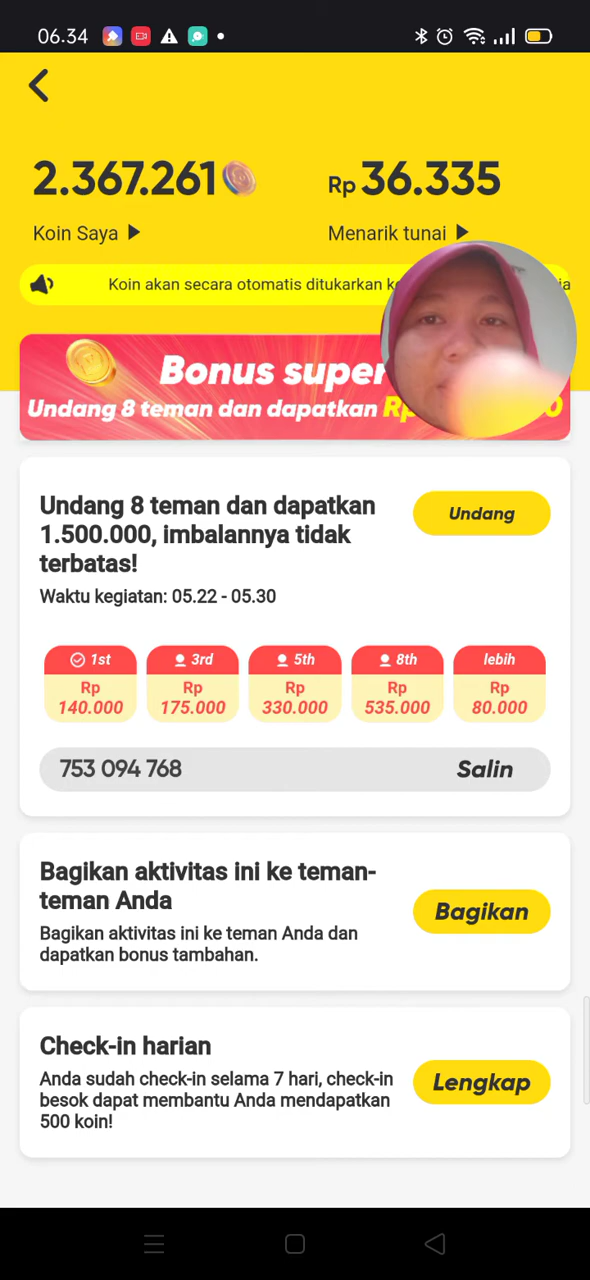 06.34
2.367.261
Rp 36.335
Koin Saya
Menarik tunai
Koin akan secara otomatis ditukarkan
ia
Bonus super
Undang 8 teman dan dapatkan Rp
0
Undang 8 teman dan dapatkan
1.500.000, imbalannya tidak
terbatas!
Undang
Waktu kegiatan: 05.22 - 05.30
1st
3rd
5th
8th
lebih
Rp
140.000
Rp
175.000
Rp
330.000
Rp
535.000
Rp
80.000
753 094 768
Salin
Bagikan aktivitas ini ke teman-
teman Anda
Bagikan
Bagikan aktivitas ini ke teman Anda dan
dapatkan bonus tambahan.
Check-in harian
Anda sudah check-in selama 7 hari, check-in
besok dapat membantu Anda mendapatkan
500 koin!
Lengkap